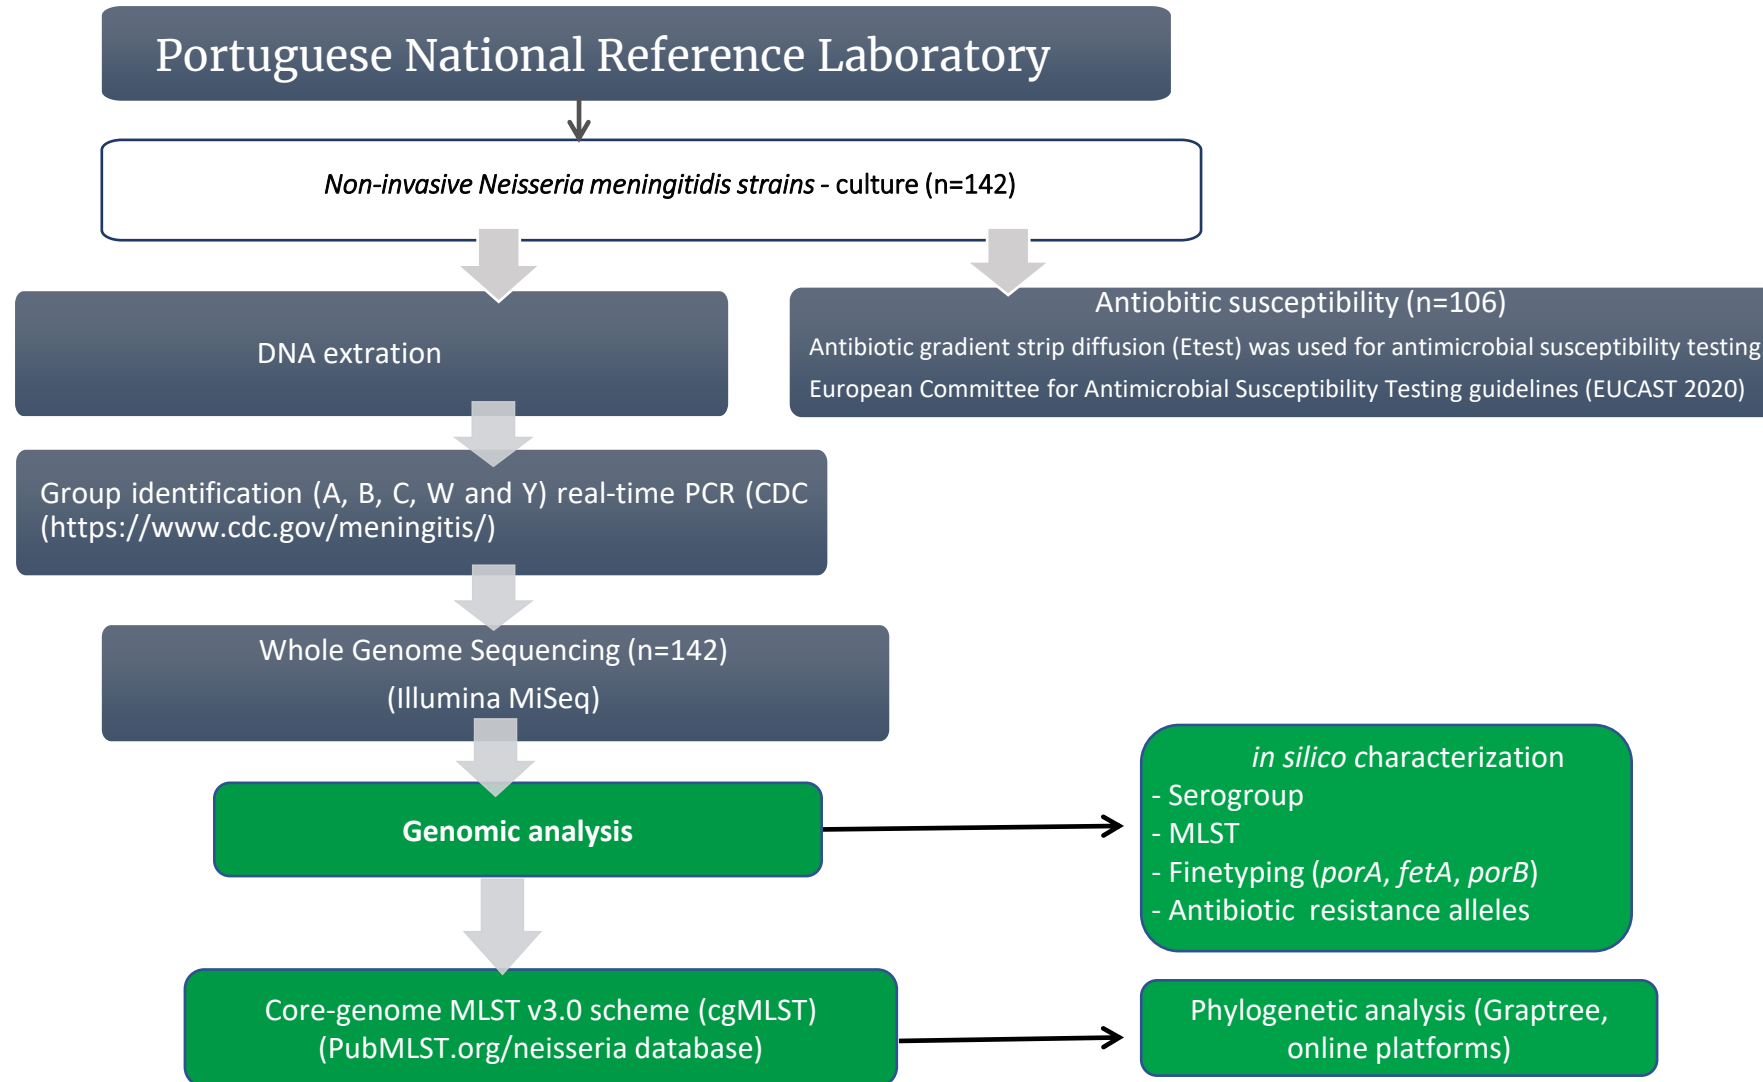 Portuguese National Reference Laboratory
Non-invasive Neisseria meningitidis strains - culture (n=142)
DNA extration
Antiobitic susceptibility (n=106)
Antibiotic gradient strip diffusion (Etest) was used for antimicrobial susceptibility testing
European Committee for Antimicrobial Susceptibility Testing guidelines (EUCAST 2020)
Group identification (A, B, C, W and Y) real-time PCR (CDC
(https://www.cdc.gov/meningitis/)
Whole Genome Sequencing (n=142)
(Illumina MiSeq)
Genomic analysis
in silico characterization
- Serogroup
- MLST
- Finetyping (porA, fetA, porB)
- Antibiotic resistance alleles
Core-genome MLST v3.0 scheme (cgMLST)
(PubMLST.org/neisseria database)
Phylogenetic analysis (Graptree,
online platforms)